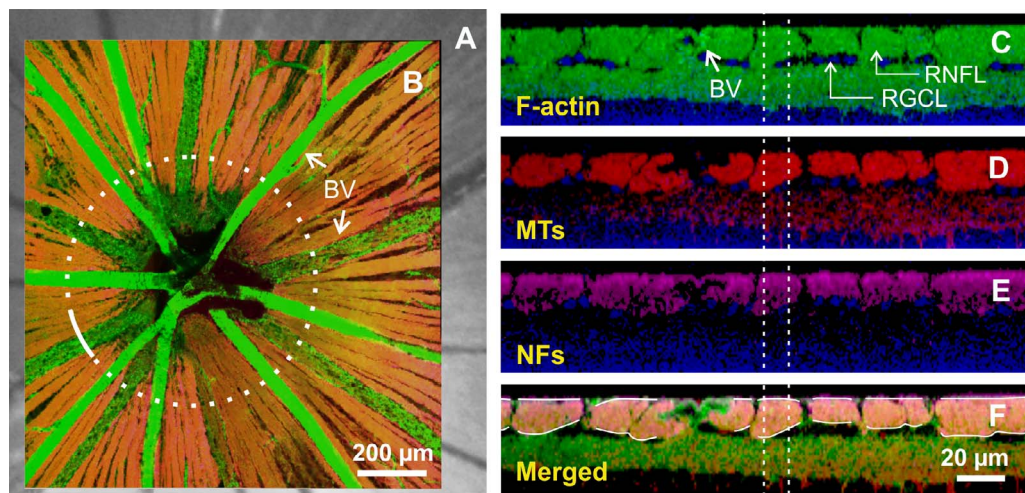 A
B
BV
200 μm
C
BV
RNFL
RGCL
F-actin
D
MTs
E
NFs
F
Merged
20 μm